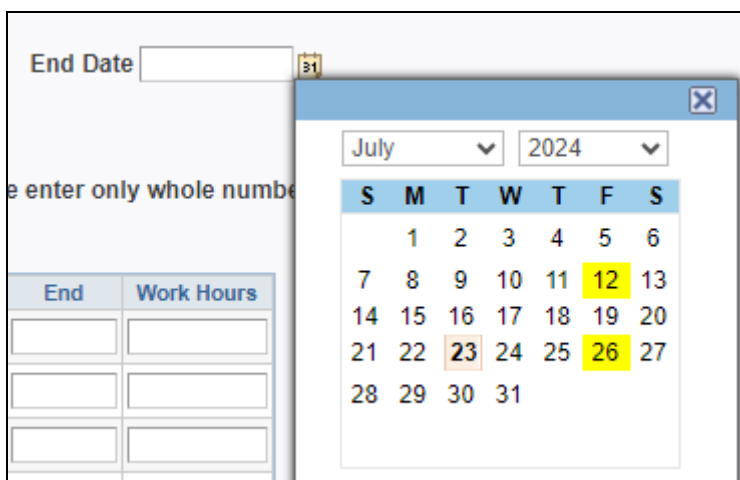 End Date
31
July 2024
e enter only whole numbe
S M T W T F S
1 2 3 4 5 6
7 8 9 10 11 12 13
14 15 16 17 18 19 20
21 22 23 24 25 26 27
28 29 30 31
End Work Hours